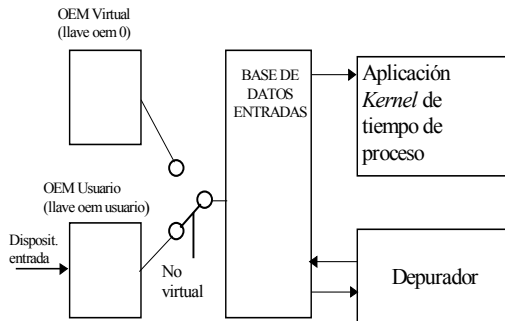 OEM Virtual
(llave oem 0)
BASE DE
DATOS
ENTRADAS
Aplicación
Kernel de
tiempo de
proceso
OEM Usuario
(llave oem usuario)
Disposit.
entrada
No
virtual
Depurador